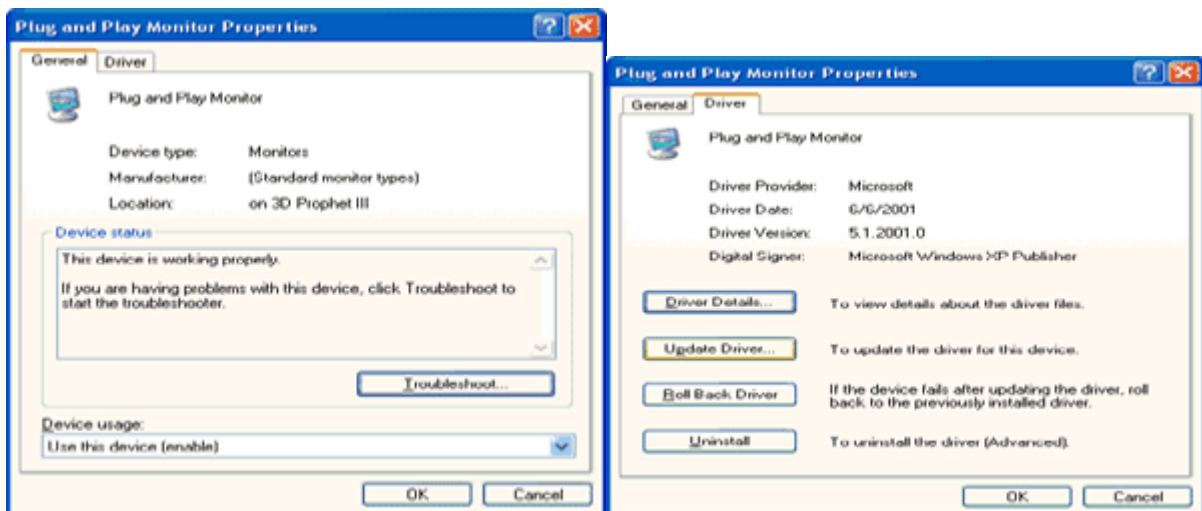 Plug and Play Monitor Properties
General Driver
Plug and Play Monitor
Device type: Monitors
Manufacturer: (Standard monitor types)
Location: on 3D Prophet III
Device status
This device is working properly.
If you are having problems with this device, click Troubleshoot to
start the troubleshooter.
Troubleshoot...
Device usage:
Use this device (enable)
OK Cancel
Plug and Play Monitor Properties
General Driver
Plug and Play Monitor
Driver Provider: Microsoft
Driver Date: 6/6/2001
Driver Version: 5.1.2001.0
Digital Signer: Microsoft Windows XP Publisher
Driver Details... To view details about the driver files.
Update Driver... To update the driver for this device.
Roll Back Driver If the device fails after updating the driver, roll
back to the previously installed driver.
Uninstall To uninstall the driver (Advanced).
OK Cancel